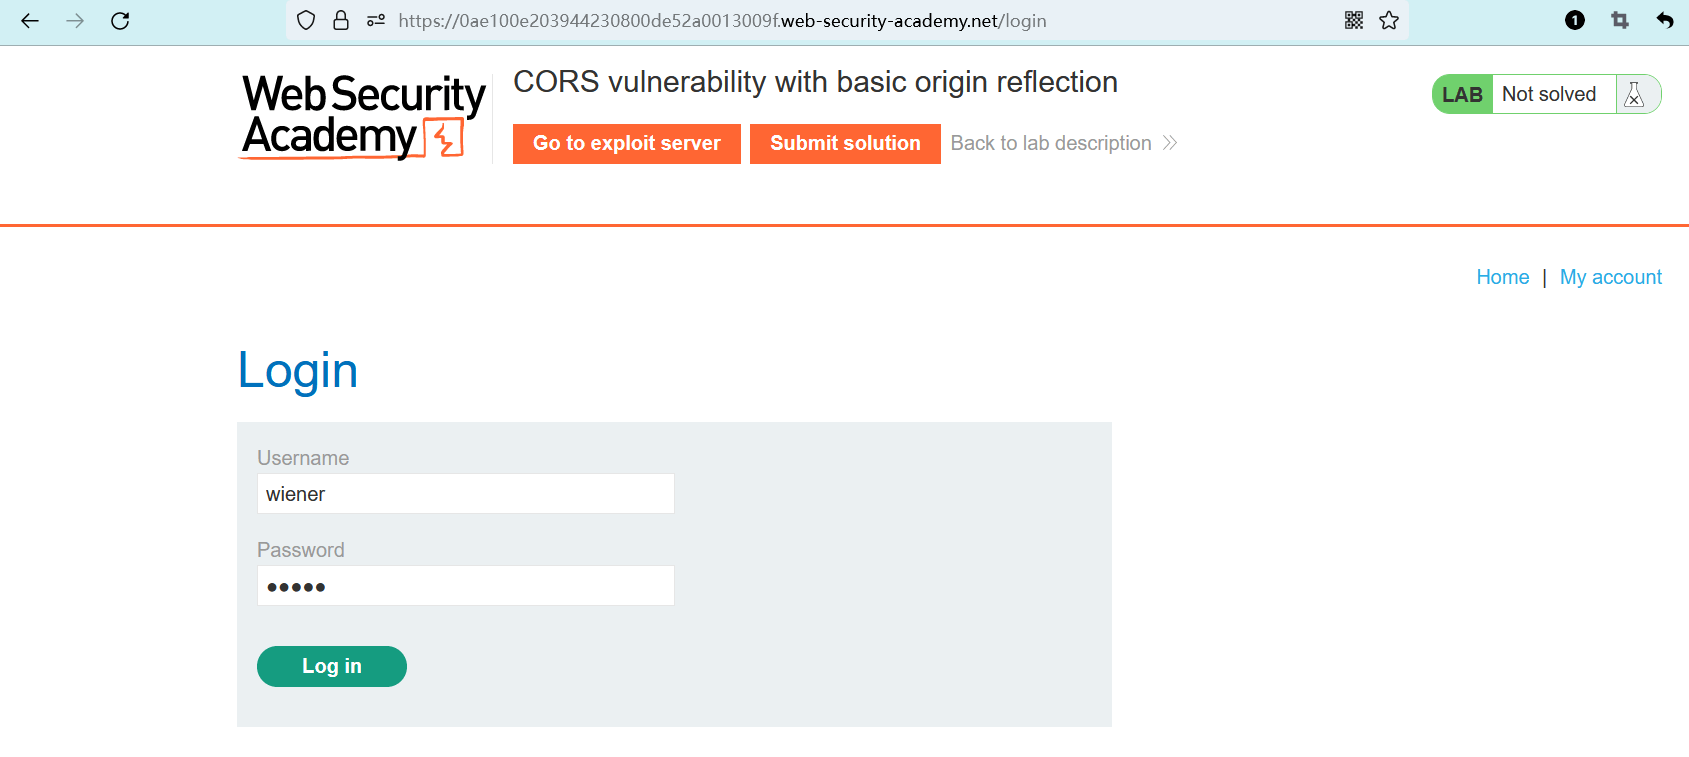 https://0ae100e203944230800de52a0013009f.web-security-academy.net/login
1
Web Security
Academy
CORS vulnerability with basic origin reflection
Go to exploit server
Submit solution
Back to lab description
LAB
Not solved
Home | My account
Login
Username
wiener
Password
•••••
Log in